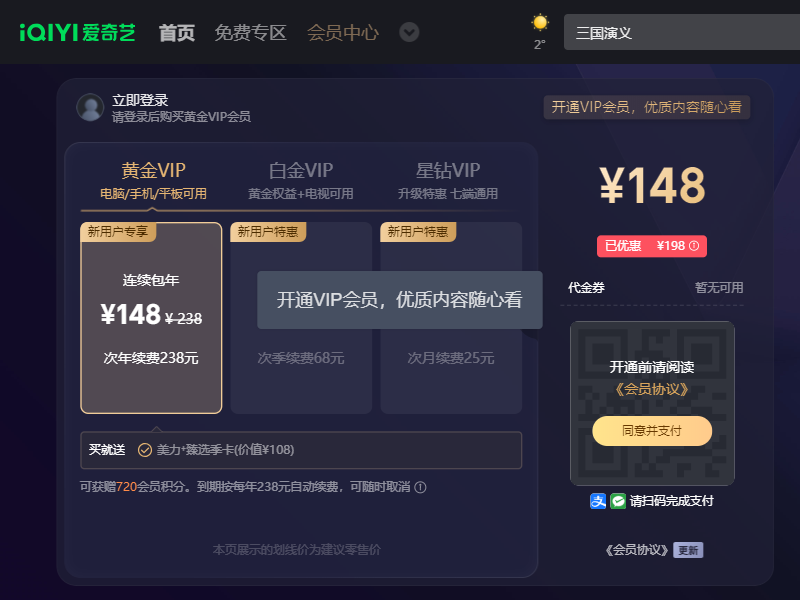 iQIYI 爱奇艺 首页 免费专区 会员中心 2° 三国演义
立即登录
请登录后购买黄金VIP会员
开通VIP会员，优质内容随心看
黄金VIP 白金VIP 星钻VIP
电脑/手机/平板可用 黄金权益+电视可用 升级特惠 七端通用
新用户专享 新用户特惠 新用户特惠
连续包年
¥148 ¥238
次年续费238元 次季续费68元 次月续费25元
开通VIP会员，优质内容随心看
买就送 美力+臻选季卡(价值¥108)
可获赠720会员积分。到期按每年238元自动续费，可随时取消
本页展示的划线价为建议零售价
¥148
已优惠 ¥198
代金券 暂无可用
开通前请阅读
《会员协议》
同意并支付
支 请扫码完成支付
《会员协议》 更新